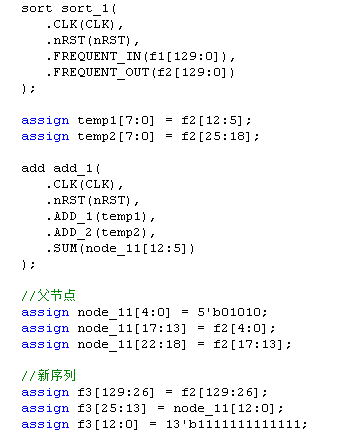 sort sort_1(
.CLK(CLK),
.nRST(nRST),
.FREQUENT_IN(f1[129:0]),
.FREQUENT_OUT(f2[129:0])
);
assign temp1[7:0] = f2[12:5];
assign temp2[7:0] = f2[25:18];
add add_1(
.CLK(CLK),
.nRST(nRST),
.ADD_1(temp1),
.ADD_2(temp2),
.SUM(node_11[12:5])
);
//父节点
assign node_11[4:0] = 5'b01010;
assign node_11[17:13] = f2[4:0];
assign node_11[22:18] = f2[17:13];
//新序列
assign f3[129:26] = f2[129:26];
assign f3[25:13] = node_11[12:0];
assign f3[12:0] = 13'b1111111111111;